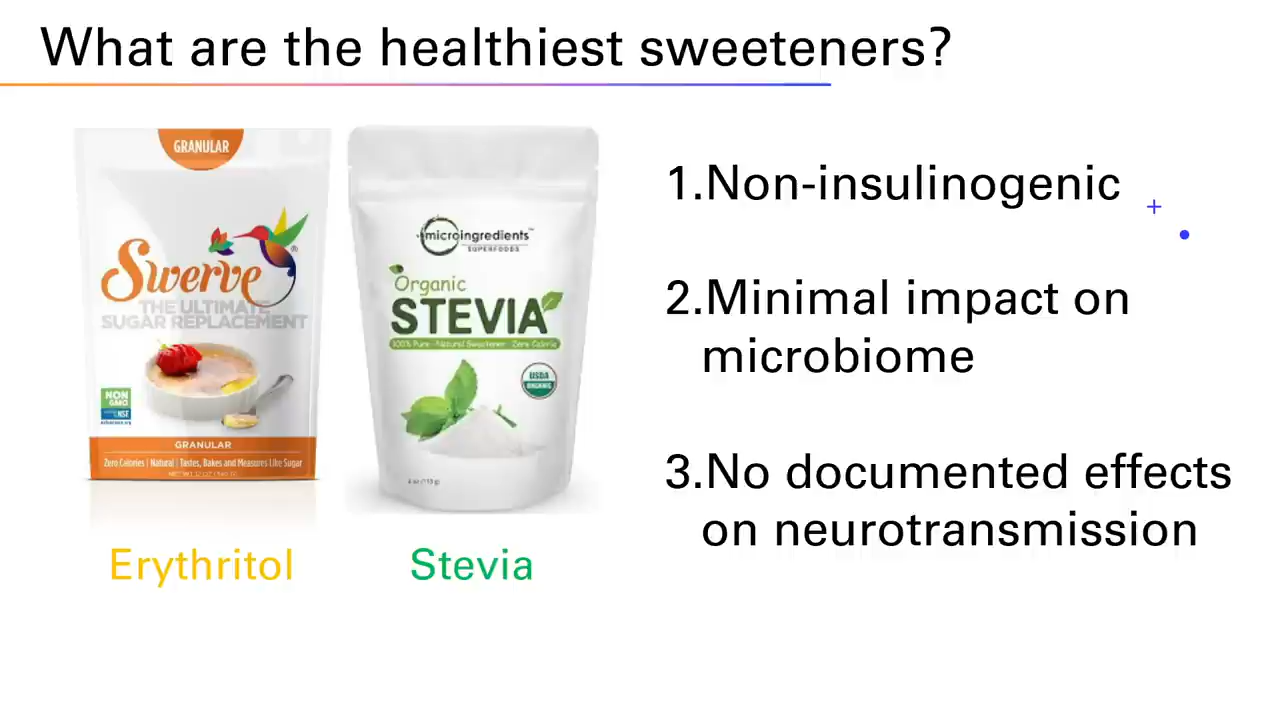 What are the healthiest sweeteners?
GRANULAR
Swerve
®
THE ULTIMATE
SUGAR REPLACEMENT
NON
GMO
NSF
GRANULAR
Zero Calories | Natural | Tastes, Bakes and Measures Like Sugar
microingredients™
SUPERFOODS
Organic
STEVIA
100% Pure · Natural Sweetener · Zero Calorie
USDA
ORGANIC
Erythritol
Stevia
1.Non-insulinogenic
2.Minimal impact on
microbiome
3.No documented effects
on neurotransmission